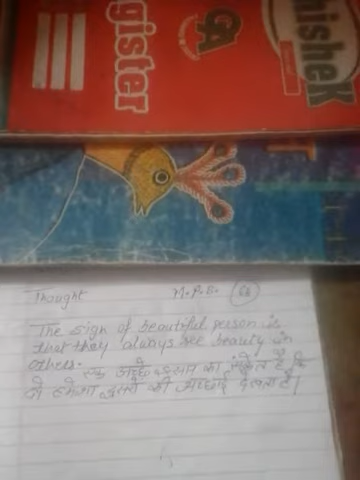 hishek
gister
Thought M.P.S.
The sign of beautiful person is
that they always see beauty in
others.
एक अच्छे इंसान का संकेत है कि
वो हमेशा दूसरों की अच्छाई देखता है।